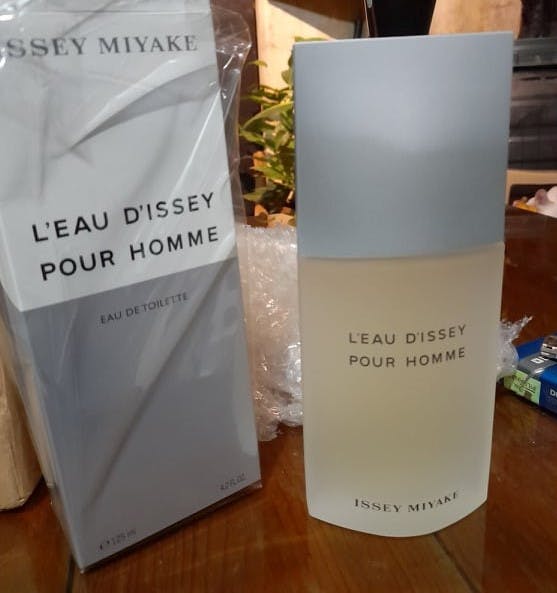 ISSEY MIYAKE
L'EAU D'ISSEY
POUR HOMME
EAU DE TOILETTE
4.2 FL.OZ.
125 ml
L'EAU D'ISSEY
POUR HOMME
ISSEY MIYAKE